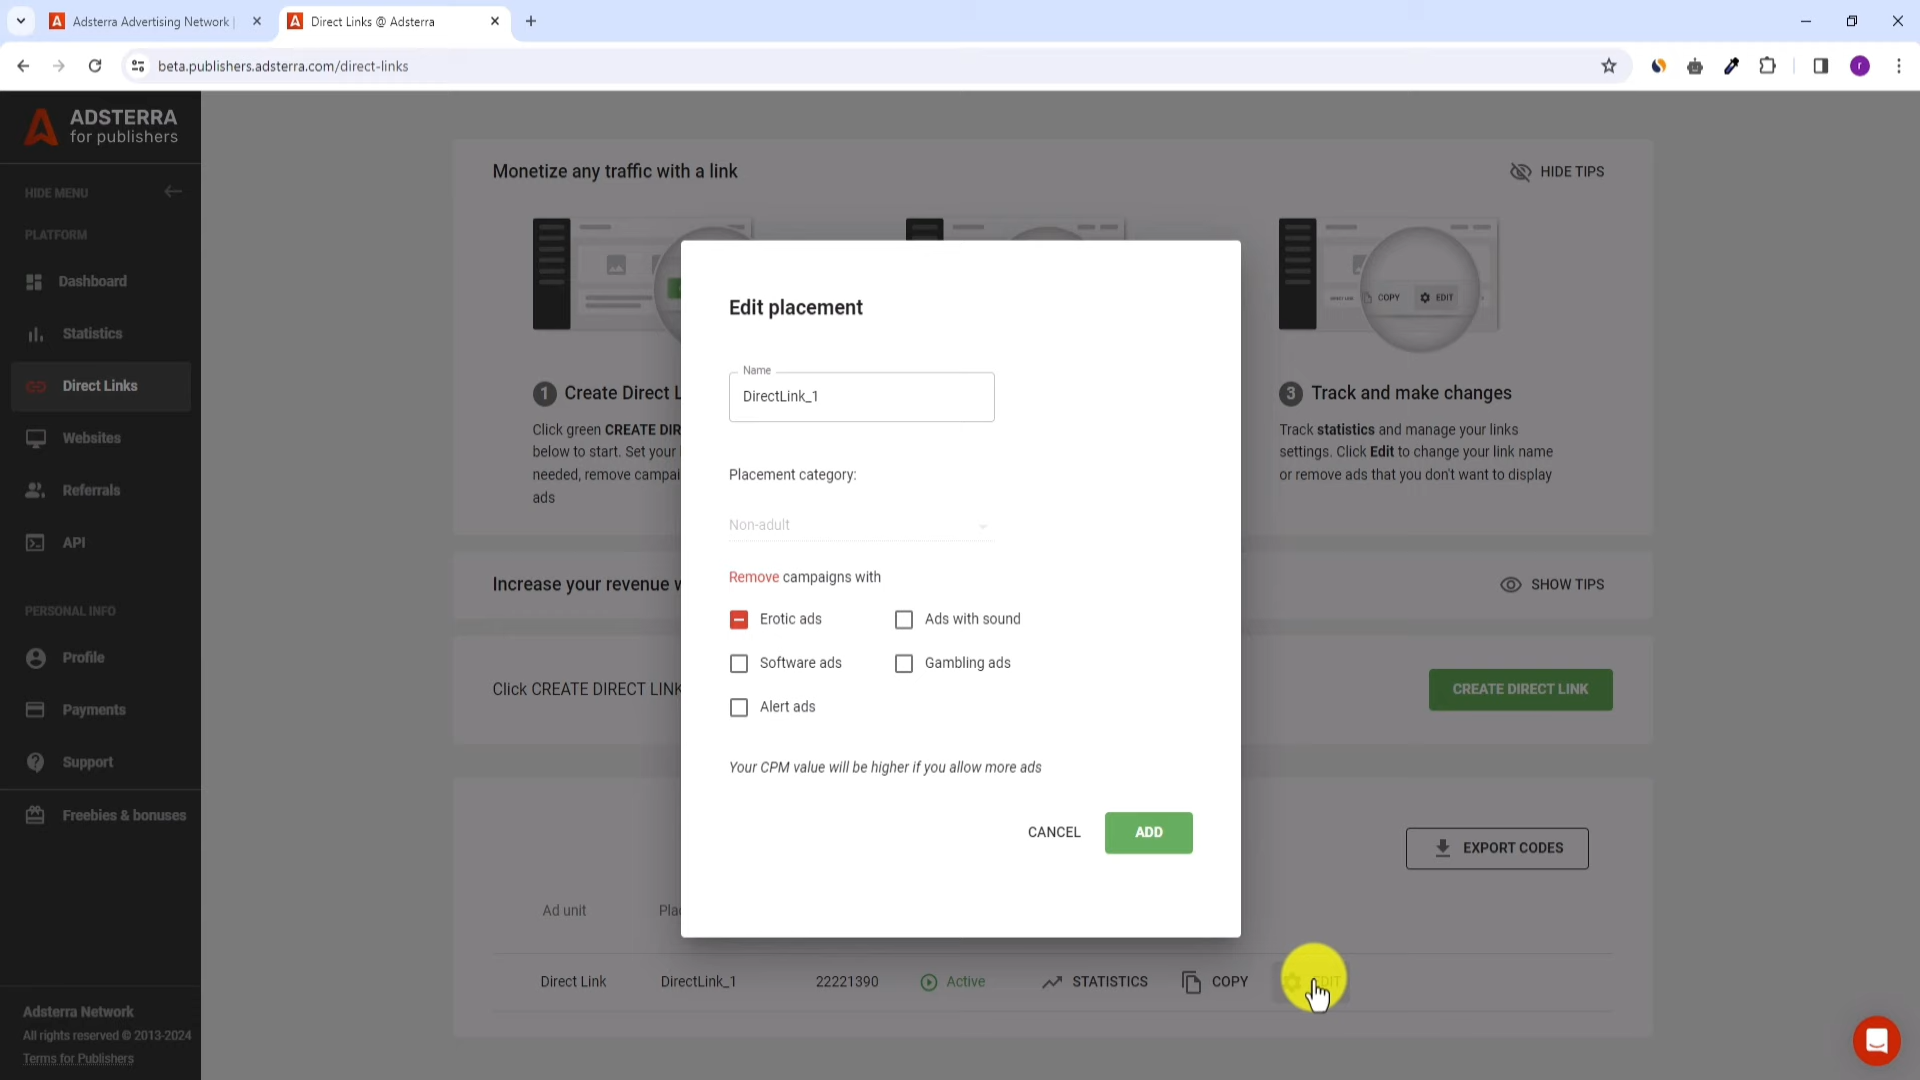 Adsterra Advertising Network |
Direct Links @ Adsterra
beta.publishers.adsterra.com/direct-links
r
ADSTERRA
for publishers
HIDE MENU
PLATFORM
Dashboard
Statistics
Direct Links
Websites
Referrals
API
PERSONAL INFO
Profile
Payments
Support
Freebies & bonuses
Adsterra Network
All rights reserved © 2013-2024
Terms for Publishers
Monetize any traffic with a link
HIDE TIPS
COPY
EDIT
1 Create Direct L
Click green CREATE DIR
below to start. Set your
needed, remove campai
ads
3 Track and make changes
Track statistics and manage your links
settings. Click Edit to change your link name
or remove ads that you don't want to display
Increase your revenue
SHOW TIPS
Click CREATE DIRECT LINK
CREATE DIRECT LINK
Edit placement
Name
DirectLink_1
Placement category:
Non-adult
Remove campaigns with
Erotic ads
Ads with sound
Software ads
Gambling ads
Alert ads
Your CPM value will be higher if you allow more ads
CANCEL
ADD
EXPORT CODES
Ad unit
Pla
Direct Link
DirectLink_1
22221390
Active
STATISTICS
COPY
EDIT